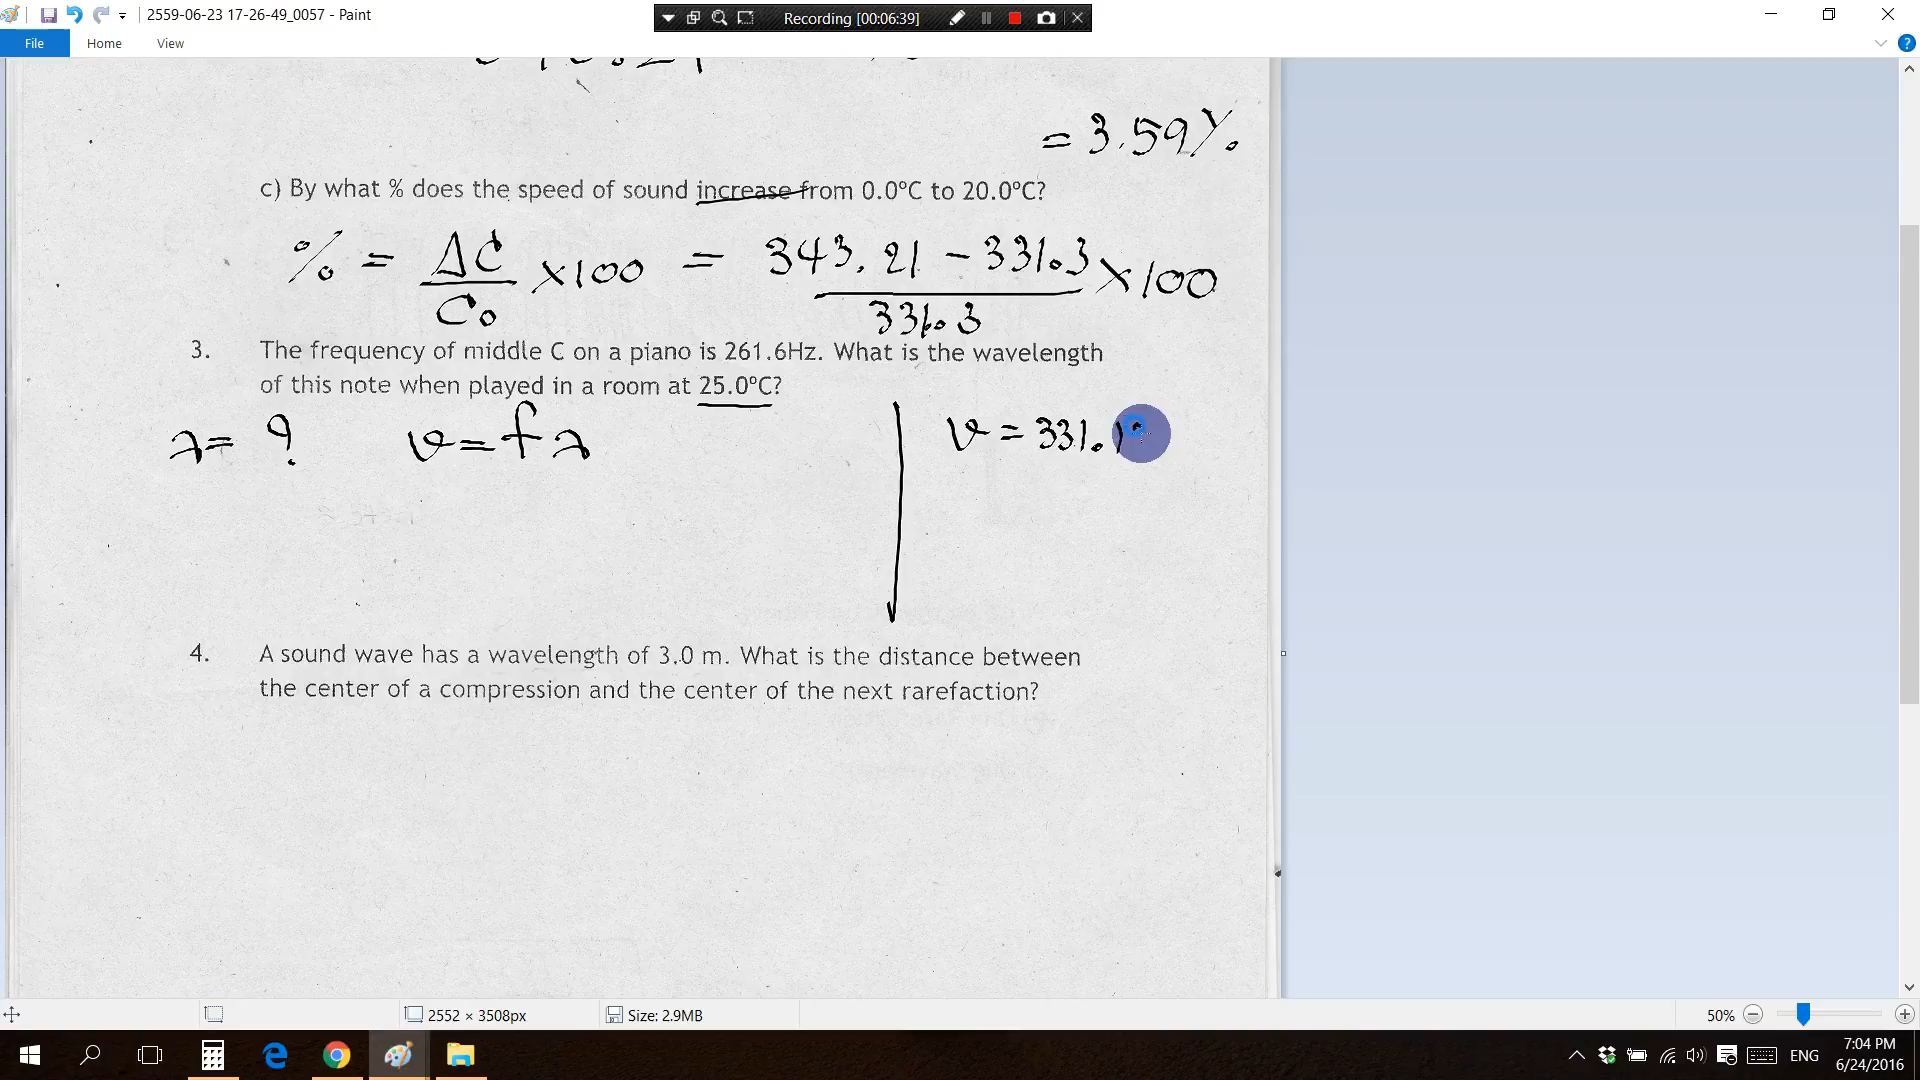 2559-06-23 17-26-49_0057 - Paint
Recording [00:06:39]
File Home View
= 3.59%
c) By what % does the speed of sound increase from 0.0ºC to 20.0ºC?
% = ΔC/C₀ ×100 = 343.21 - 331.3/331.3 ×100
3. The frequency of middle C on a piano is 261.6Hz. What is the wavelength
of this note when played in a room at 25.0ºC?
λ= ? v=fλ v = 331.
4. A sound wave has a wavelength of 3.0 m. What is the distance between
the center of a compression and the center of the next rarefaction?
2552 × 3508px Size: 2.9MB 50%
ENG 7:04 PM
6/24/2016